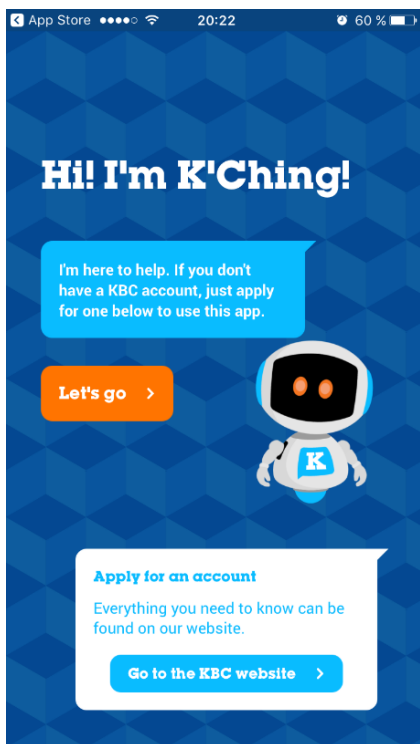 App Store 20:22 60 %
Hi! I'm K'Ching!
I'm here to help. If you don't
have a KBC account, just apply
for one below to use this app.
Let's go
K
Apply for an account
Everything you need to know can be
found on our website.
Go to the KBC website